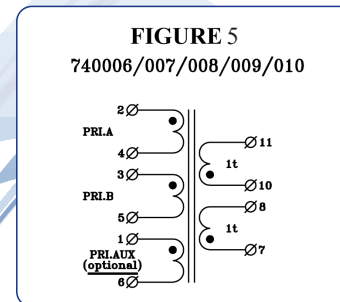 FIGURE 5
740006/007/008/009/010
2
PRI.A
4
3
PRI.B
5
1
PRI.AUX
(optional)
6
11
1t
10
8
1t
7